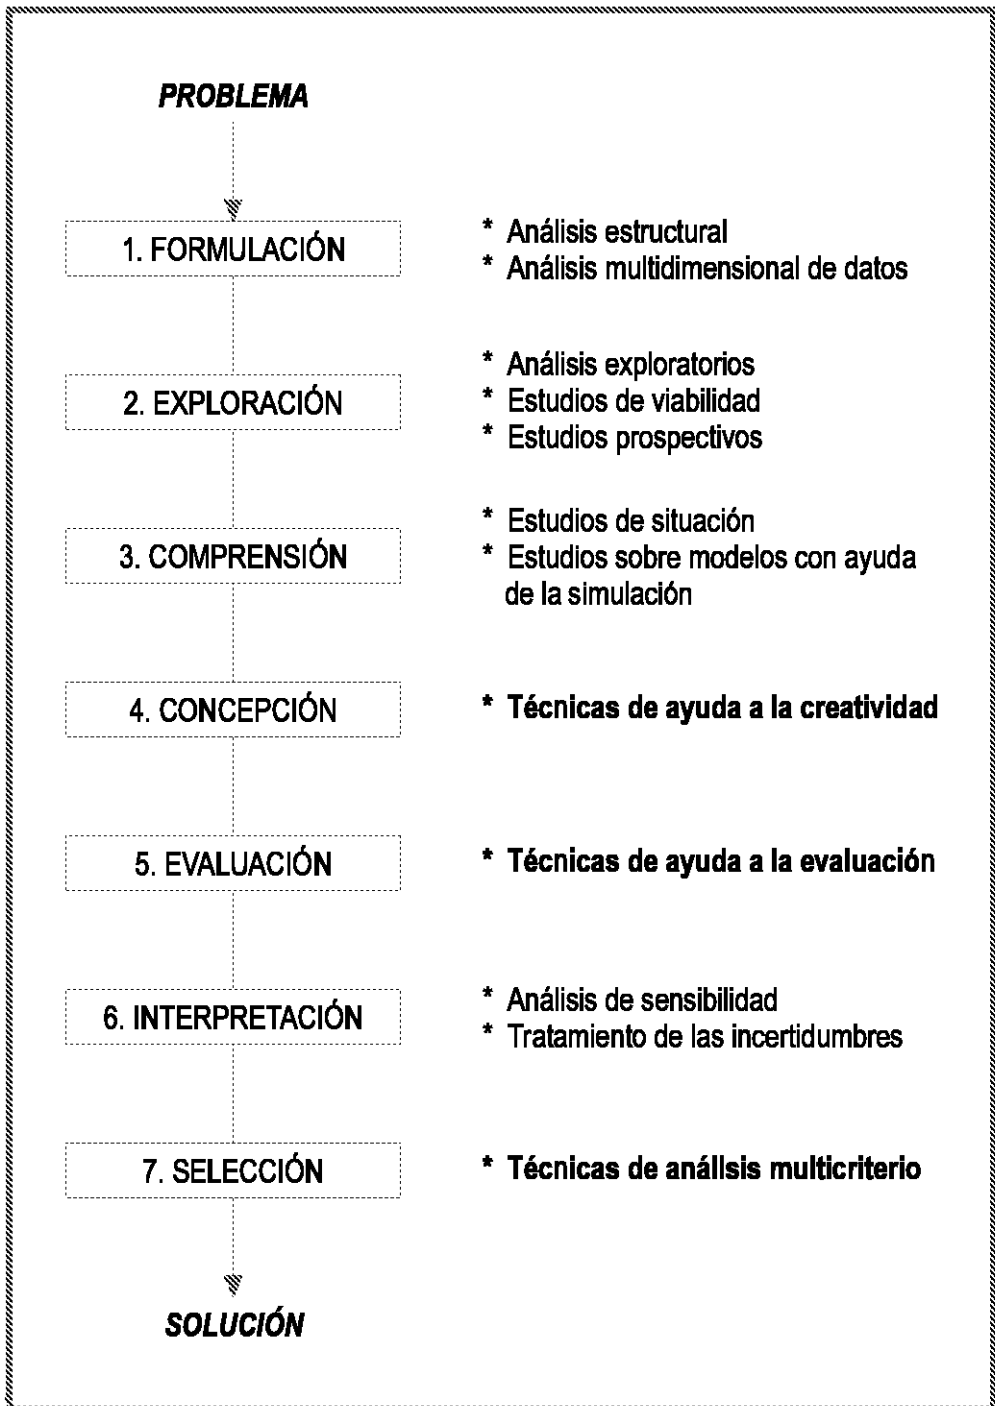 PROBLEMA
1. FORMULACIÓN
* Análisis estructural
* Análisis multidimensional de datos
2. EXPLORACIÓN
* Análisis exploratorios
* Estudios de viabilidad
* Estudios prospectivos
3. COMPRENSIÓN
* Estudios de situación
* Estudios sobre modelos con ayuda
de la simulación
4. CONCEPCIÓN
* Técnicas de ayuda a la creatividad
5. EVALUACIÓN
* Técnicas de ayuda a la evaluación
6. INTERPRETACIÓN
* Análisis de sensibilidad
* Tratamiento de las incertidumbres
7. SELECCIÓN
* Técnicas de análisis multicriterio
SOLUCIÓN